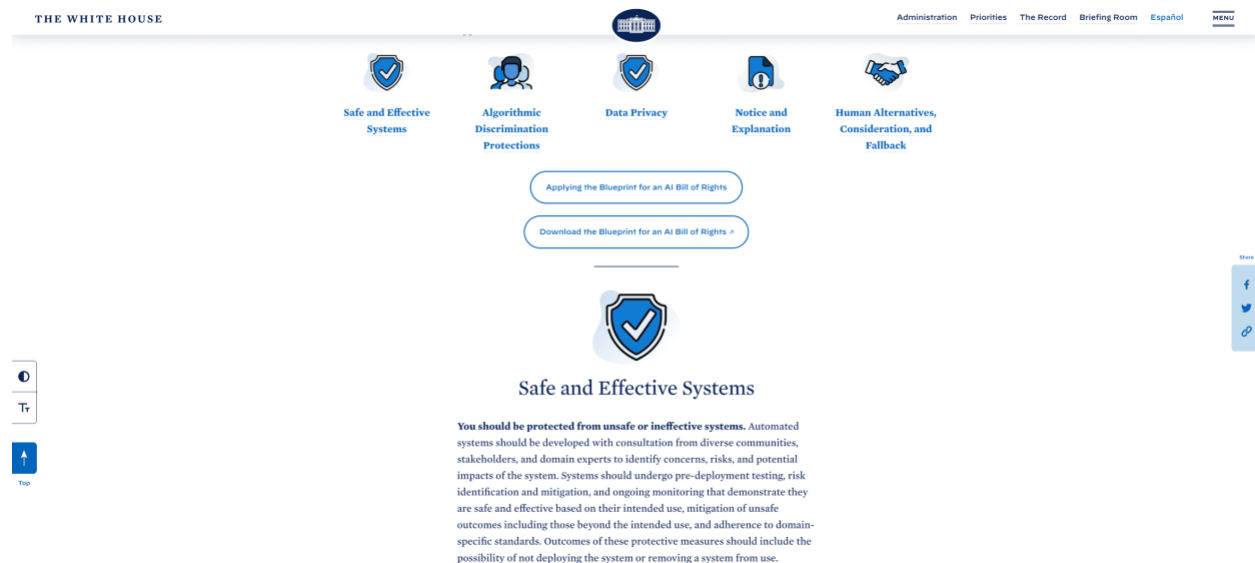 THE WHITE HOUSE
Administration
Priorities
The Record
Briefing Room
Español
MENU
Safe and Effective
Systems
Algorithmic
Discrimination
Protections
Data Privacy
Notice and
Explanation
Human Alternatives,
Consideration, and
Fallback
Applying the Blueprint for an AI Bill of Rights
Download the Blueprint for an AI Bill of Rights ↗
Share
Safe and Effective Systems
You should be protected from unsafe or ineffective systems. Automated
systems should be developed with consultation from diverse communities,
stakeholders, and domain experts to identify concerns, risks, and potential
impacts of the system. Systems should undergo pre-deployment testing, risk
identification and mitigation, and ongoing monitoring that demonstrate they
are safe and effective based on their intended use, mitigation of unsafe
outcomes including those beyond the intended use, and adherence to domain-
specific standards. Outcomes of these protective measures should include the
possibility of not deploying the system or removing a system from use.
TT
Top